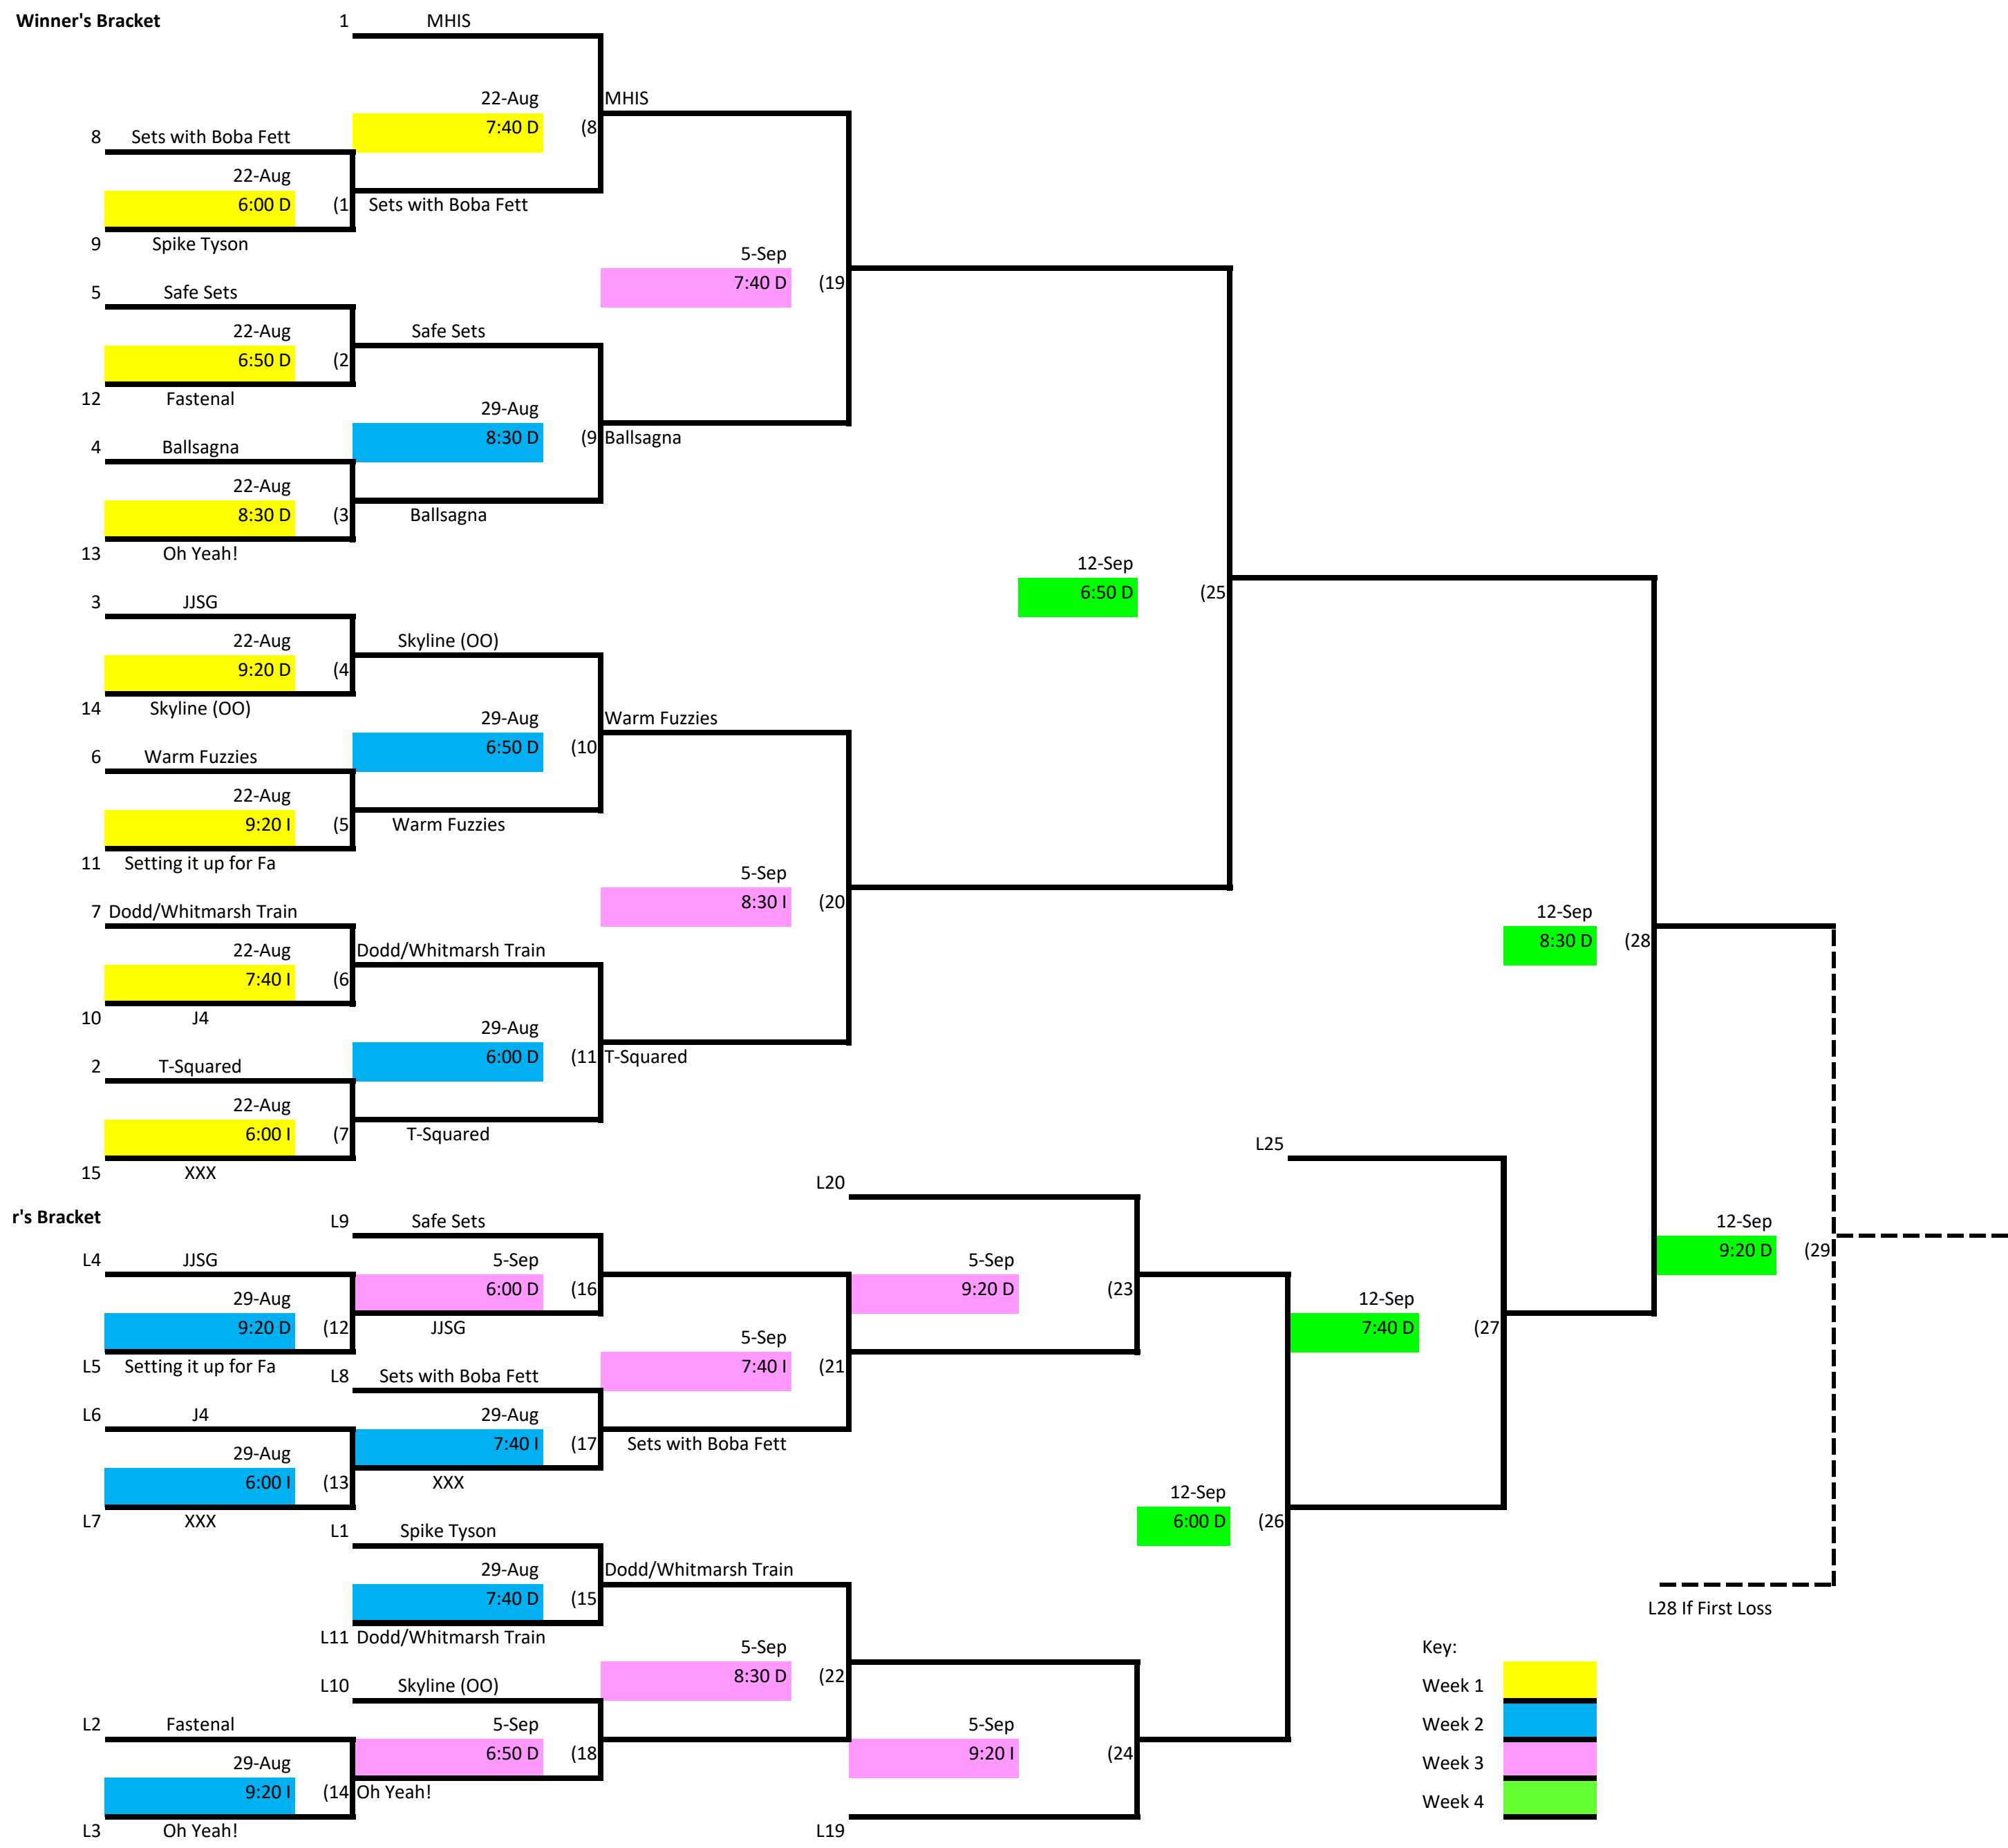 Winner's Bracket
1 MHIS
22-Aug MHIS
7:40 D (8
8 Sets with Boba Fett
22-Aug
6:00 D (1 Sets with Boba Fett
9 Spike Tyson
5-Sep
7:40 D (19
5 Safe Sets
22-Aug Safe Sets
6:50 D (2
12 Fastenal
29-Aug
8:30 D (9 Ballsagna
4 Ballsagna
22-Aug
8:30 D (3 Ballsagna
13 Oh Yeah!
12-Sep
6:50 D (25
3 JJSG
22-Aug Skyline (OO)
9:20 D (4
14 Skyline (OO)
29-Aug Warm Fuzzies
6:50 D (10
6 Warm Fuzzies
22-Aug
9:20 I (5 Warm Fuzzies
11 Setting it up for Fa
5-Sep
8:30 I (20
7 Dodd/Whitmarsh Train
12-Sep
8:30 D (28
22-Aug Dodd/Whitmarsh Train
7:40 I (6
10 J4
29-Aug
6:00 D (11 T-Squared
2 T-Squared
22-Aug
6:00 I (7 T-Squared
15 XXX
L25
L20
r's Bracket
L9 Safe Sets
12-Sep
9:20 D (29
L4 JJSG
5-Sep
6:00 D (16
5-Sep
9:20 D (23
29-Aug
9:20 D (12 JJSG
12-Sep
7:40 D (27
L5 Setting it up for Fa
5-Sep
7:40 I (21
L8 Sets with Boba Fett
L6 J4
29-Aug
7:40 I (17 Sets with Boba Fett
29-Aug
6:00 I (13 XXX
L7 XXX
12-Sep
6:00 D (26
L1 Spike Tyson
29-Aug Dodd/Whitmarsh Train
7:40 D (15
L11 Dodd/Whitmarsh Train
L28 If First Loss
5-Sep
8:30 D (22
L10 Skyline (OO)
L2 Fastenal
5-Sep
6:50 D (18
5-Sep
9:20 I (24
29-Aug
9:20 I (14 Oh Yeah!
L3 Oh Yeah!
L19
Key:
Week 1
Week 2
Week 3
Week 4